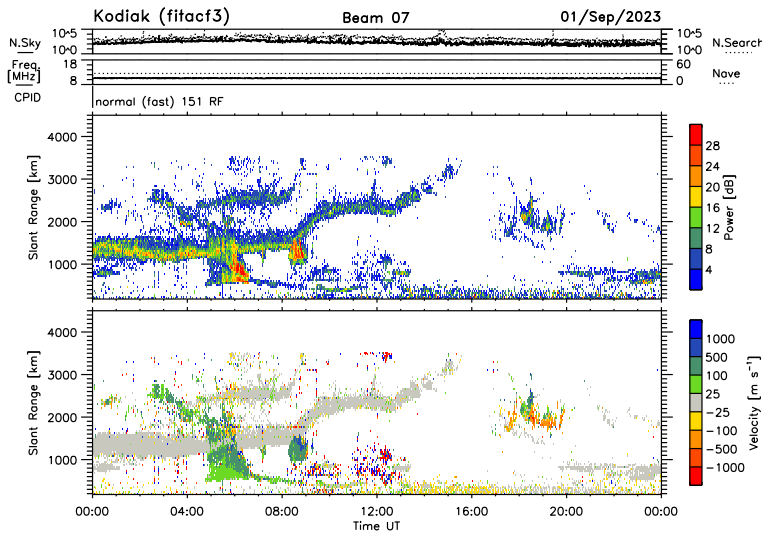 Kodiak (fitacf3) Beam 07 01/Sep/2023
N.Sky 10+5 10+0 10+5 10+0 N.Search
Freq. [MHz] 18 8 60 0 Nave
CPID normal (fast) 151 RF
Slant Range [km]
4000
3000
2000
1000
28
24
20
16
12
8
4
Power [dB]
Slant Range [km]
4000
3000
2000
1000
1000
500
100
25
−25
−100
−500
−1000
Velocity [m s⁻¹]
00:00 04:00 08:00 12:00 16:00 20:00 00:00
Time UT